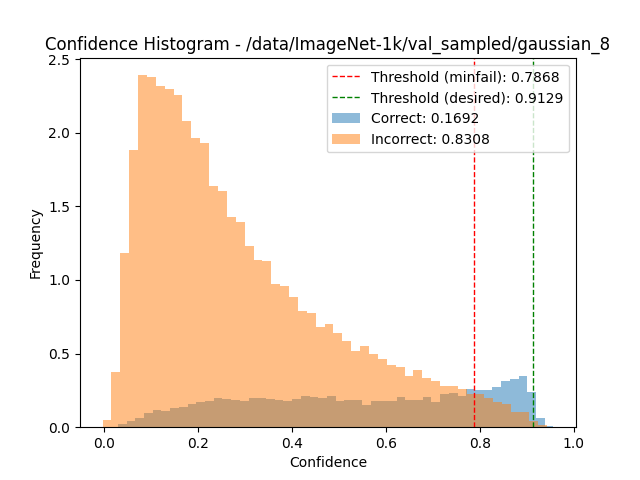 Confidence Histogram - /data/ImageNet-1k/val_sampled/gaussian_8
Threshold (minfail): 0.7868
Threshold (desired): 0.9129
Correct: 0.1692
Incorrect: 0.8308
Frequency
2.5
2.0
1.5
1.0
0.5
0.0
0.0 0.2 0.4 0.6 0.8 1.0
Confidence